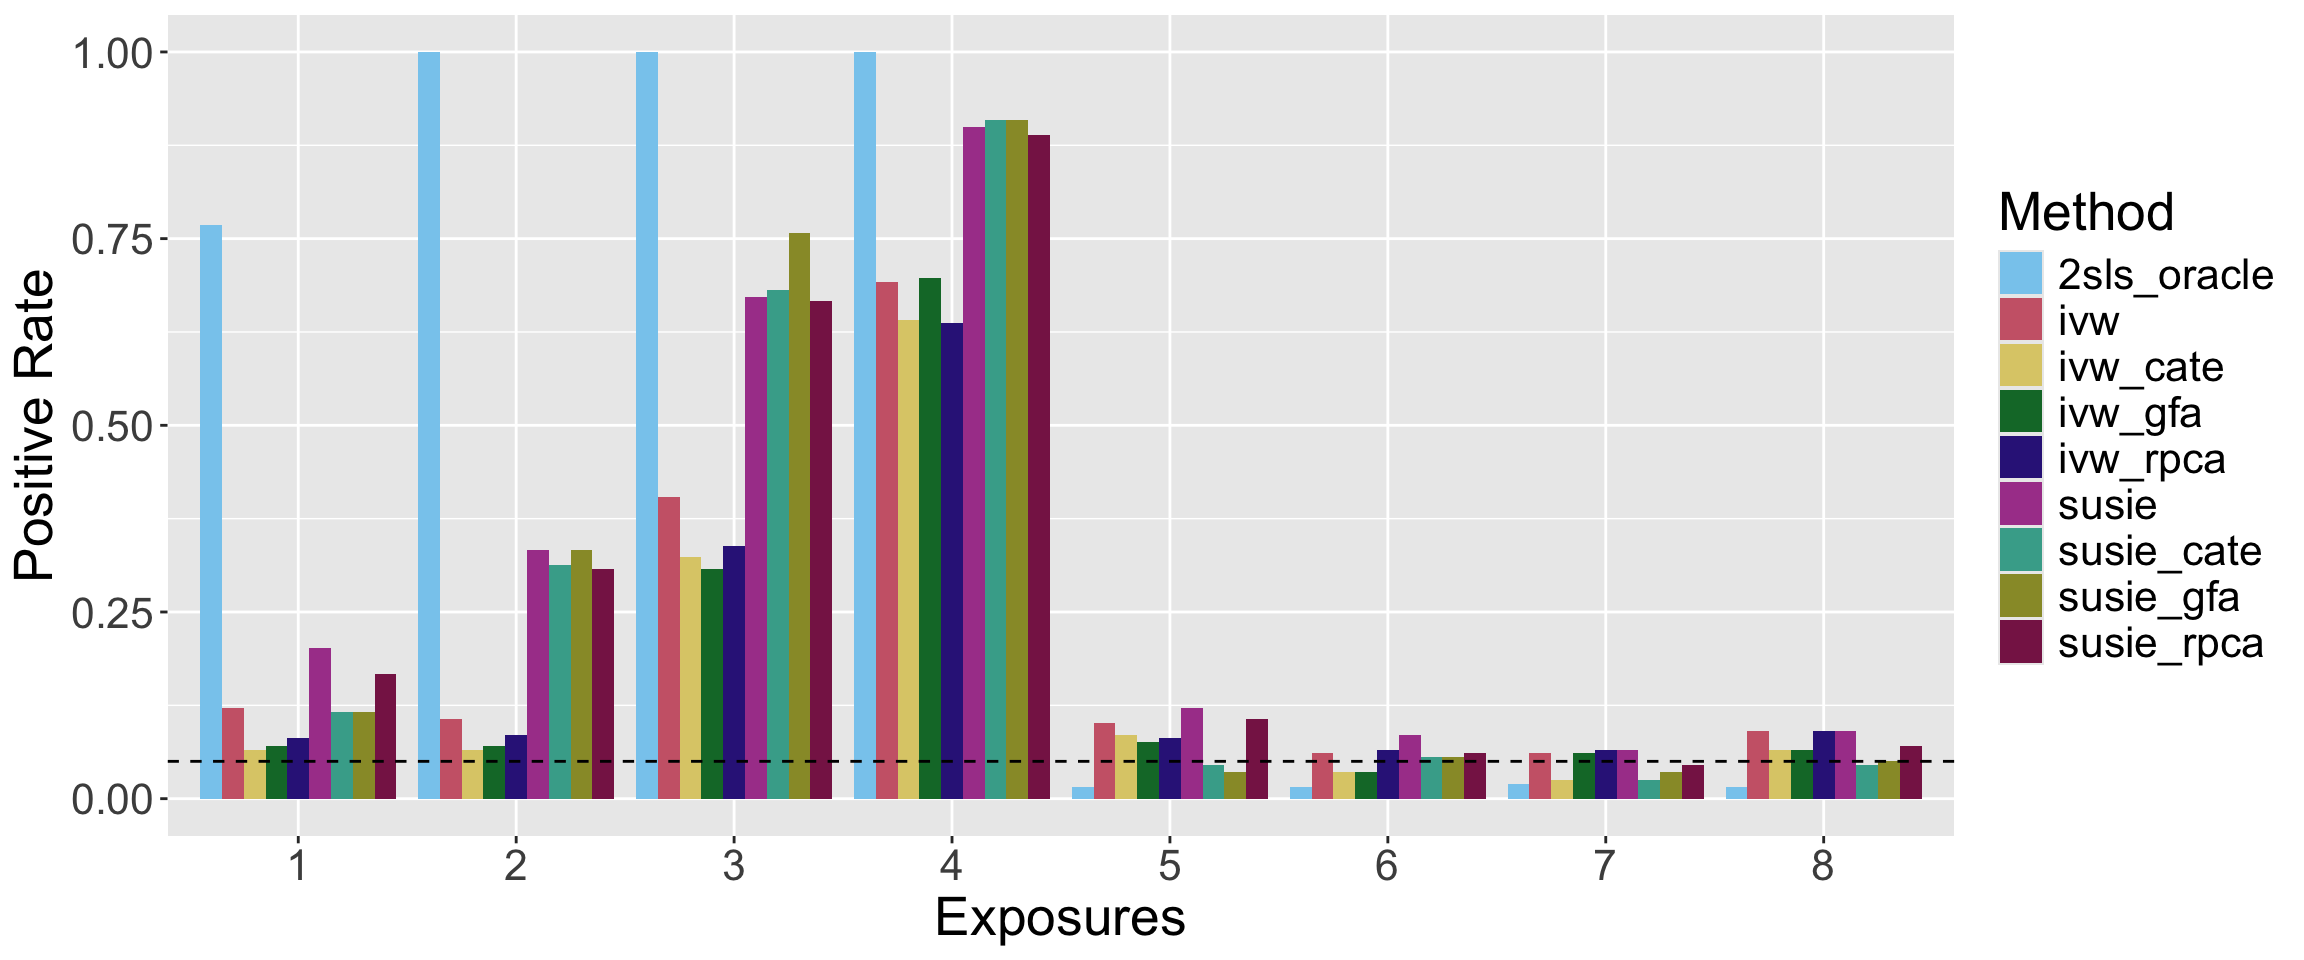 1.00
0.75
0.50
0.25
0.00
Positive Rate
1 2 3 4 5 6 7 8
Exposures
Method
2sls_oracle
ivw
ivw_cate
ivw_gfa
ivw_rpca
susie
susie_cate
susie_gfa
susie_rpca